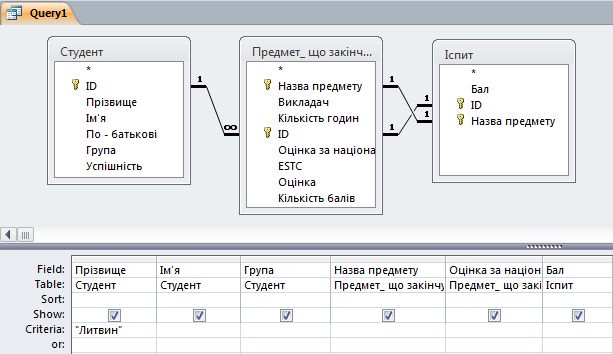 Query1
Студент
*
ID
Прізвище
Ім'я
По - батькові
Група
Успішність
1
∞
Предмет_ що закінч...
*
Назва предмету
Викладач
Кількість годин
ID
Оцінка за націона
ESTC
Оцінка
Кількість балів
1
1
1
1
Іспит
*
Бал
ID
Назва предмету
Field: Прізвище Ім'я Група Назва предмету Оцінка за націон Бал
Table: Студент Студент Студент Предмет_ що закінчу Предмет_ що закі Іспит
Sort:
Show:
Criteria: "Литвин"
or: